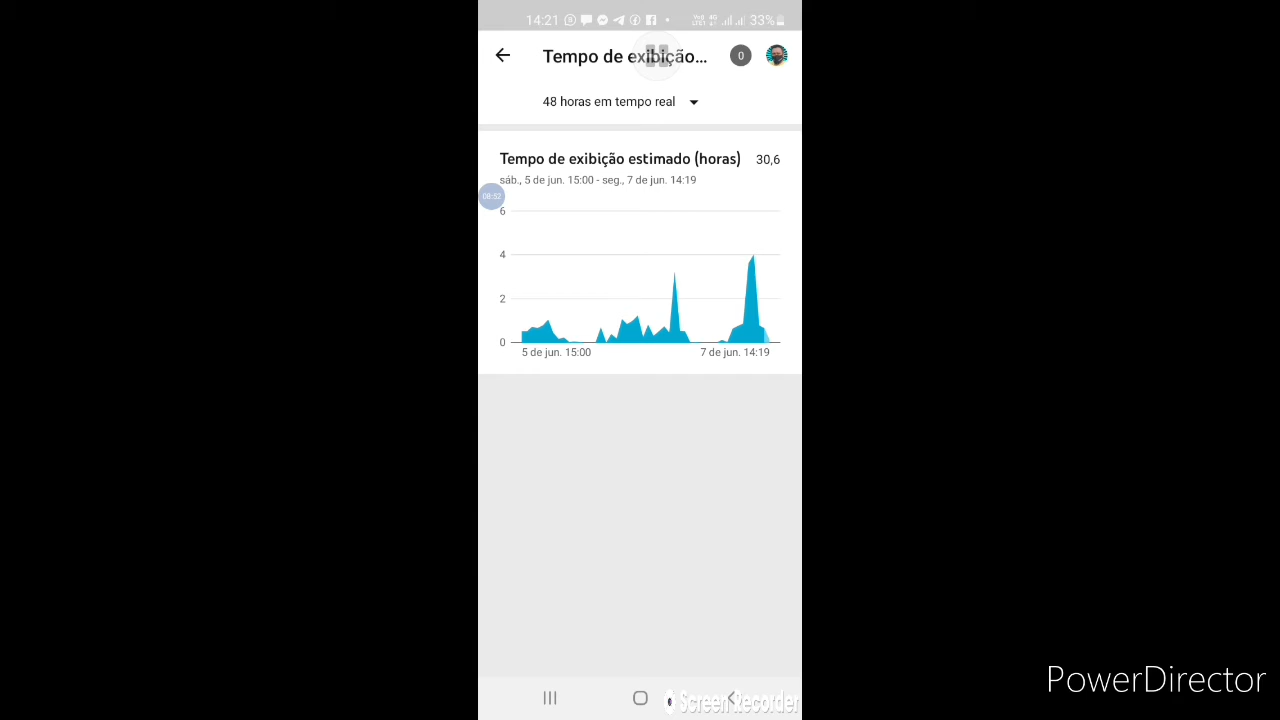 14:21 33%
Tempo de exibição... 0
48 horas em tempo real
Tempo de exibição estimado (horas) 30,6
sáb., 5 de jun. 15:00 - seg., 7 de jun. 14:19
08:52
6
4
2
0
5 de jun. 15:00 7 de jun. 14:19
Screen Recorder
PowerDirector